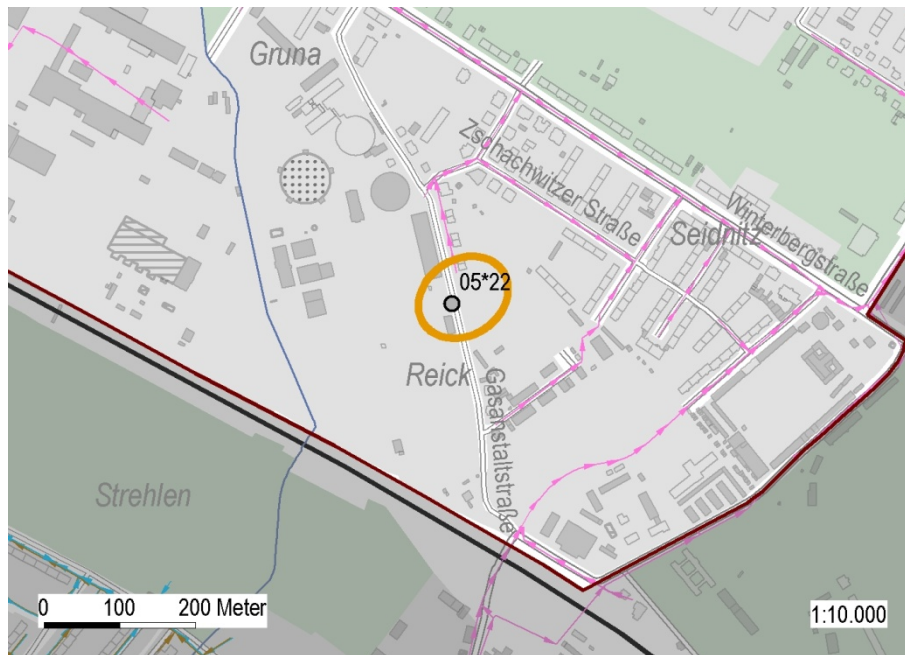 Gruna
Zschachwitzer Straße
Winterbergstraße
Seidnitz
05*22
Reick
Gasanstaltstraße
Strehlen
0 100 200 Meter
1:10.000